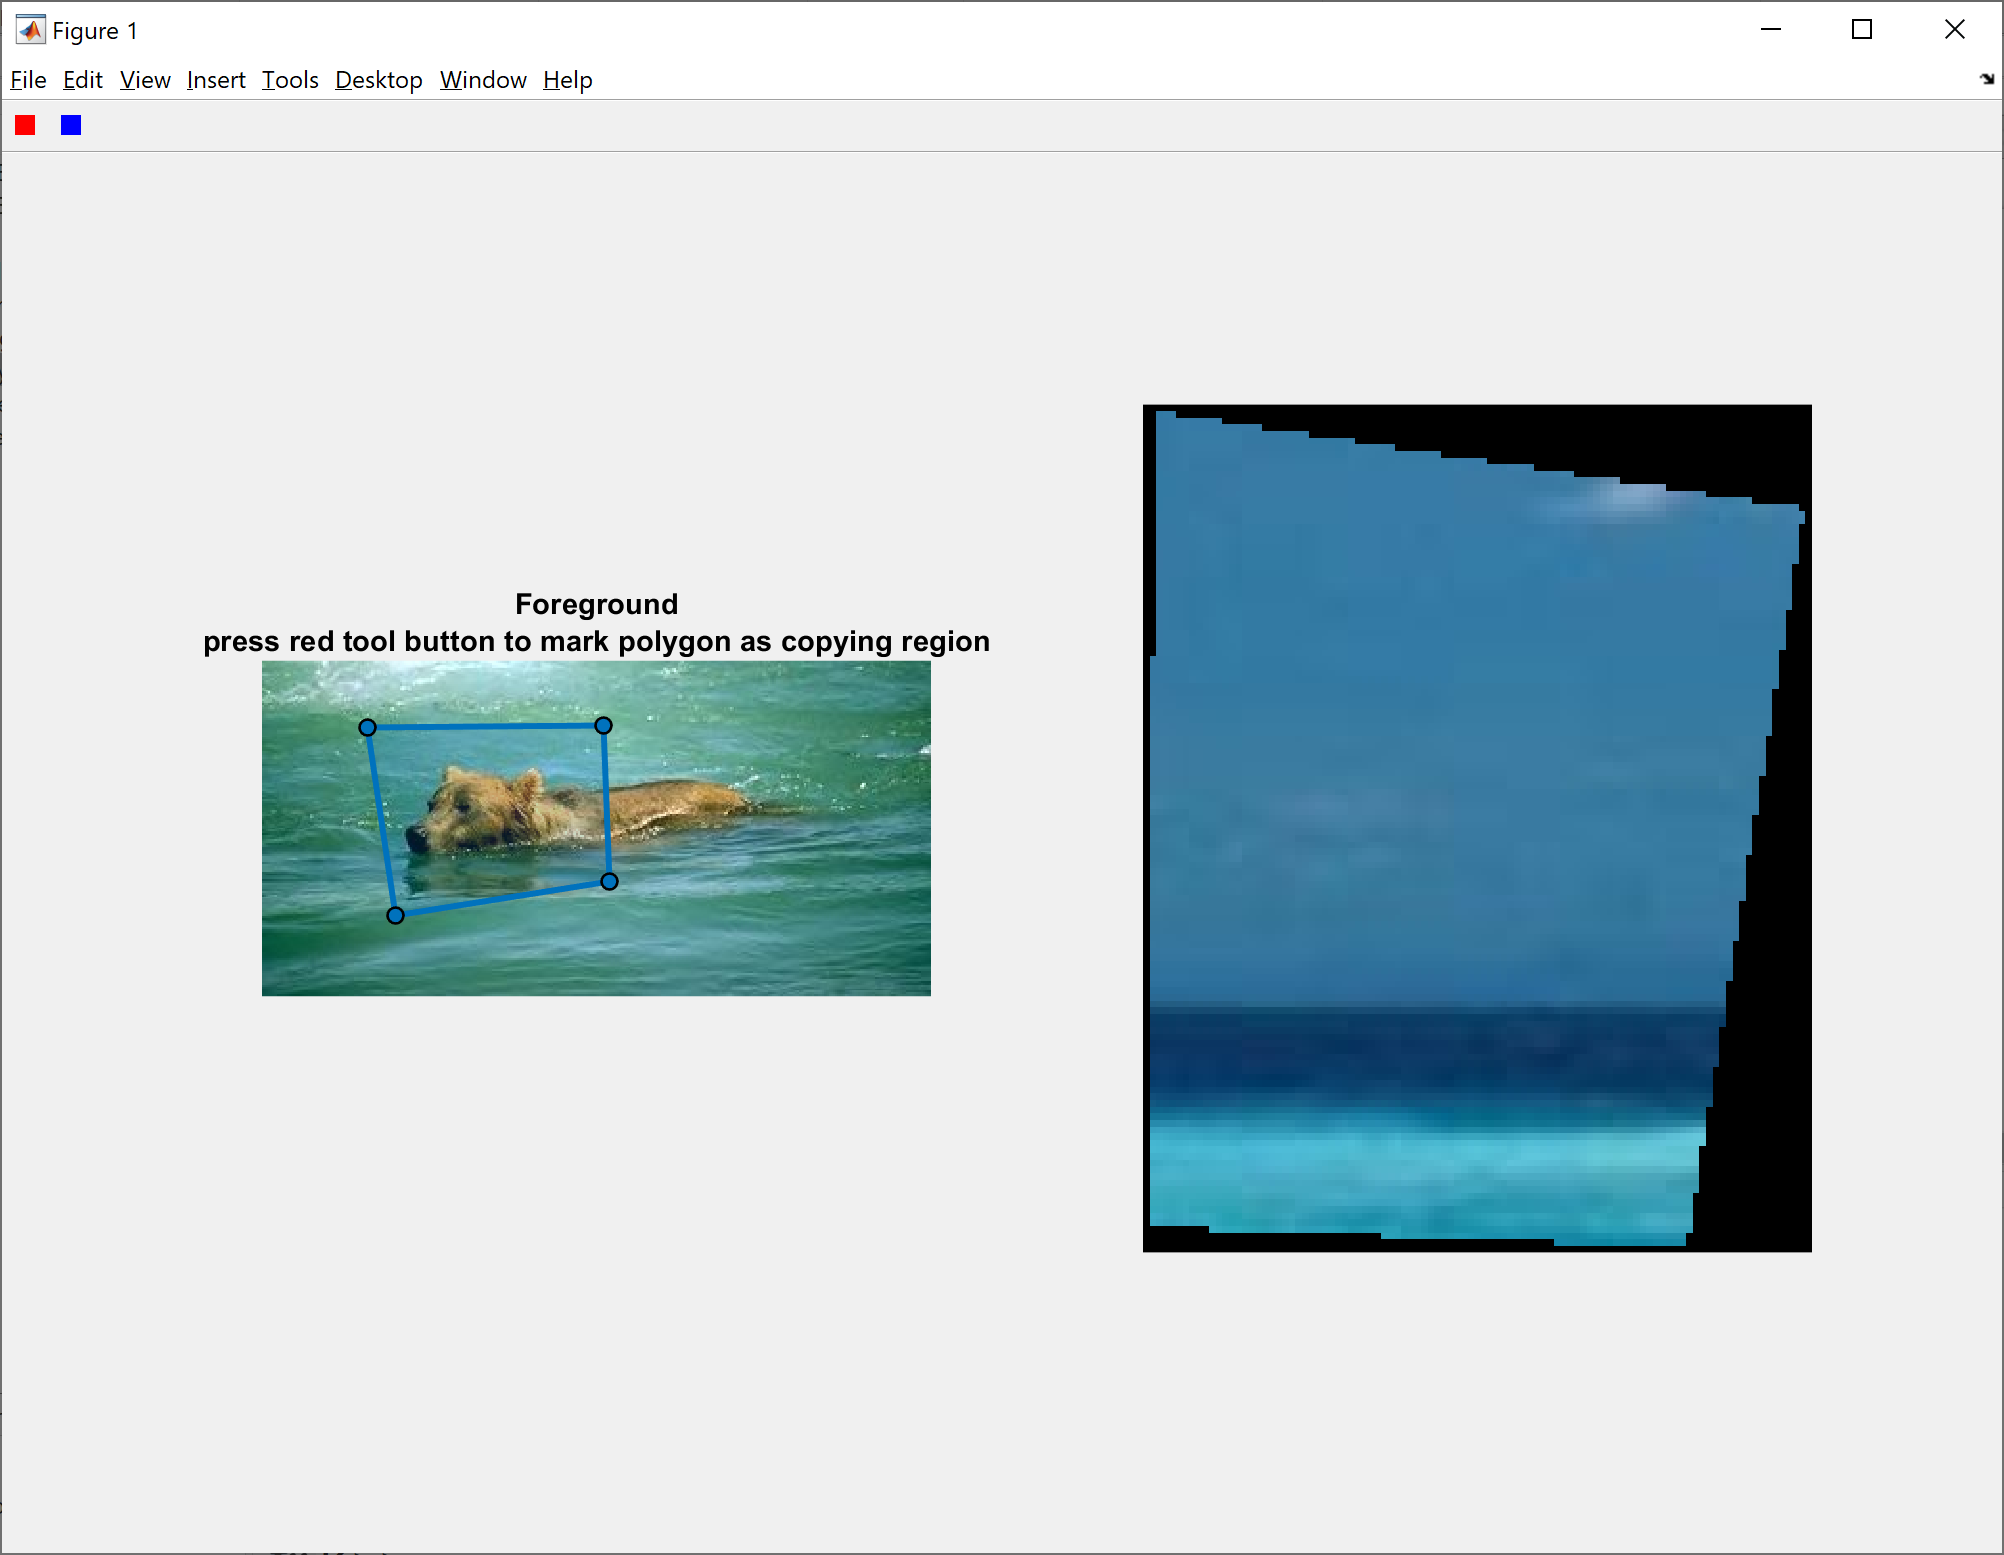 Figure 1
File Edit View Insert Tools Desktop Window Help
Foreground
press red tool button to mark polygon as copying region